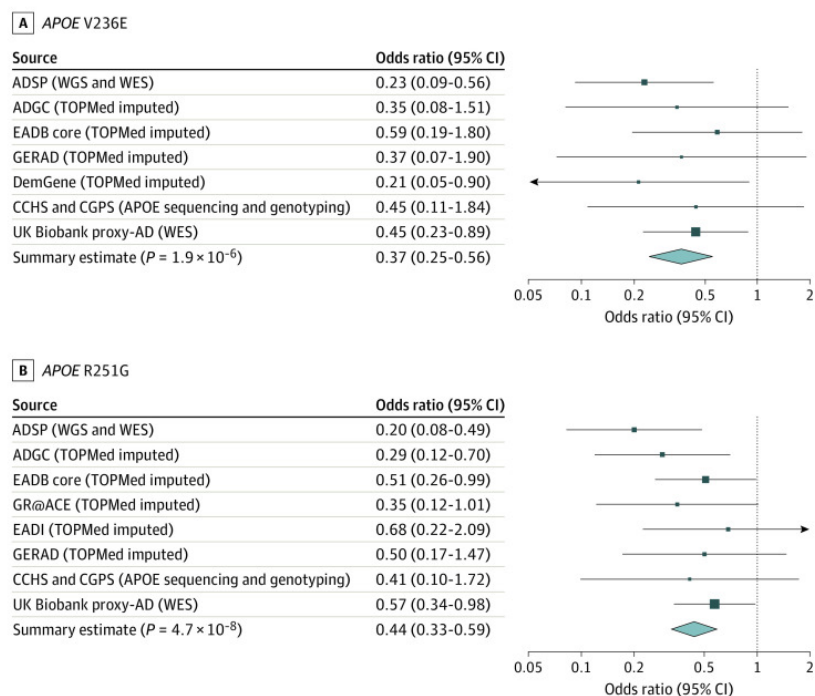 A APOE V236E
Source Odds ratio (95% CI)
ADSP (WGS and WES) 0.23 (0.09-0.56)
ADGC (TOPMed imputed) 0.35 (0.08-1.51)
EADB core (TOPMed imputed) 0.59 (0.19-1.80)
GERAD (TOPMed imputed) 0.37 (0.07-1.90)
DemGene (TOPMed imputed) 0.21 (0.05-0.90)
CCHS and CGPS (APOE sequencing and genotyping) 0.45 (0.11-1.84)
UK Biobank proxy-AD (WES) 0.45 (0.23-0.89)
Summary estimate (P = 1.9 × 10⁻⁶) 0.37 (0.25-0.56)
0.05 0.1 0.2 0.5 1 2
Odds ratio (95% CI)
B APOE R251G
Source Odds ratio (95% CI)
ADSP (WGS and WES) 0.20 (0.08-0.49)
ADGC (TOPMed imputed) 0.29 (0.12-0.70)
EADB core (TOPMed imputed) 0.51 (0.26-0.99)
GR@ACE (TOPMed imputed) 0.35 (0.12-1.01)
EADI (TOPMed imputed) 0.68 (0.22-2.09)
GERAD (TOPMed imputed) 0.50 (0.17-1.47)
CCHS and CGPS (APOE sequencing and genotyping) 0.41 (0.10-1.72)
UK Biobank proxy-AD (WES) 0.57 (0.34-0.98)
Summary estimate (P = 4.7 × 10⁻⁸) 0.44 (0.33-0.59)
0.05 0.1 0.2 0.5 1 2
Odds ratio (95% CI)